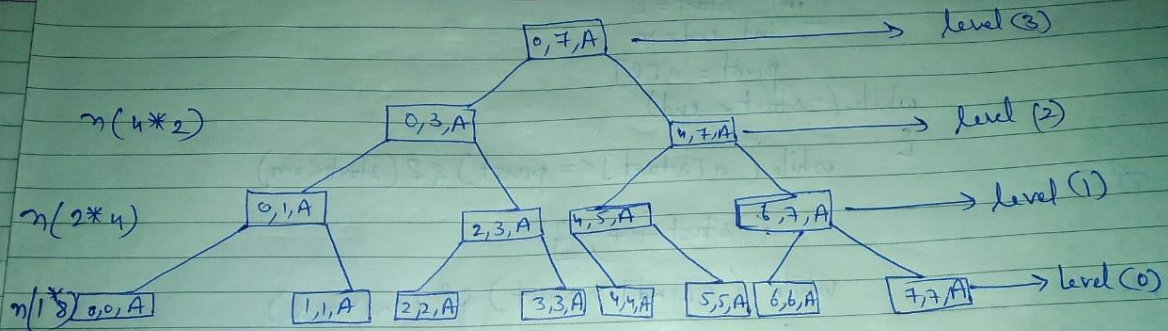 0,7,A level(3)
n(4*2) 0,3,A 4,7,A level(2)
n(2*4) 0,1,A 2,3,A 4,5,A 6,7,A level(1)
n(1*8) 0,0,A 1,1,A 2,2,A 3,3,A 4,4,A 5,5,A 6,6,A 7,7,A level(0)